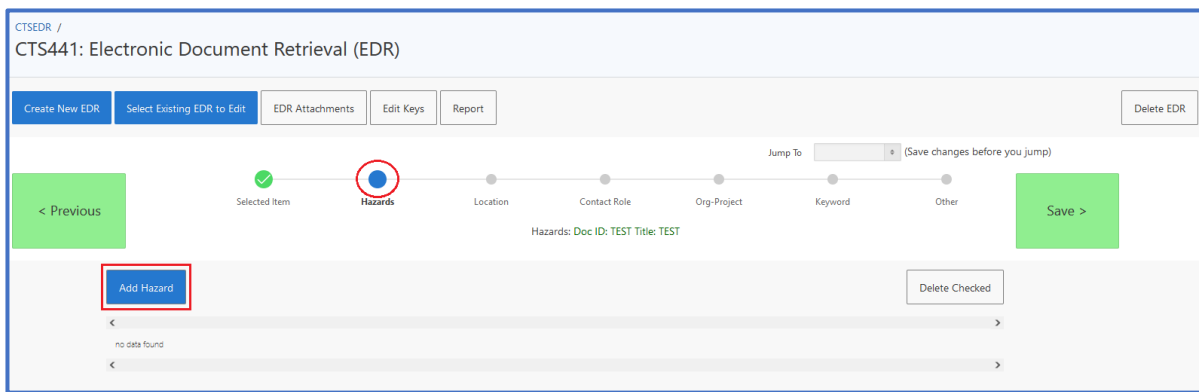 CTSEDR /
CTS441: Electronic Document Retrieval (EDR)
Create New EDR Select Existing EDR to Edit EDR Attachments Edit Keys Report Delete EDR
Jump To (Save changes before you jump)
< Previous Selected Item Hazards Location Contact Role Org-Project Keyword Other Save >
Hazards: Doc ID: TEST Title: TEST
Add Hazard Delete Checked
no data found